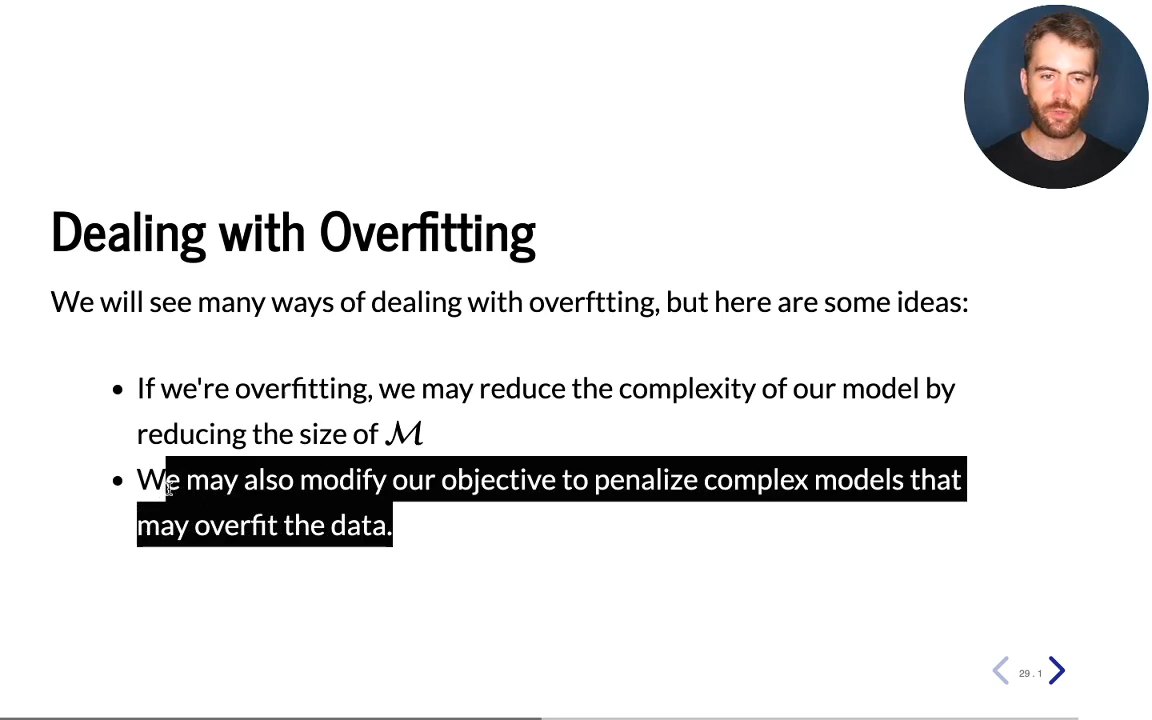 Dealing with Overfitting
We will see many ways of dealing with overftting, but here are some ideas:
If we're overfitting, we may reduce the complexity of our model by
reducing the size of ℳ
We may also modify our objective to penalize complex models that
may overfit the data.
29 . 1